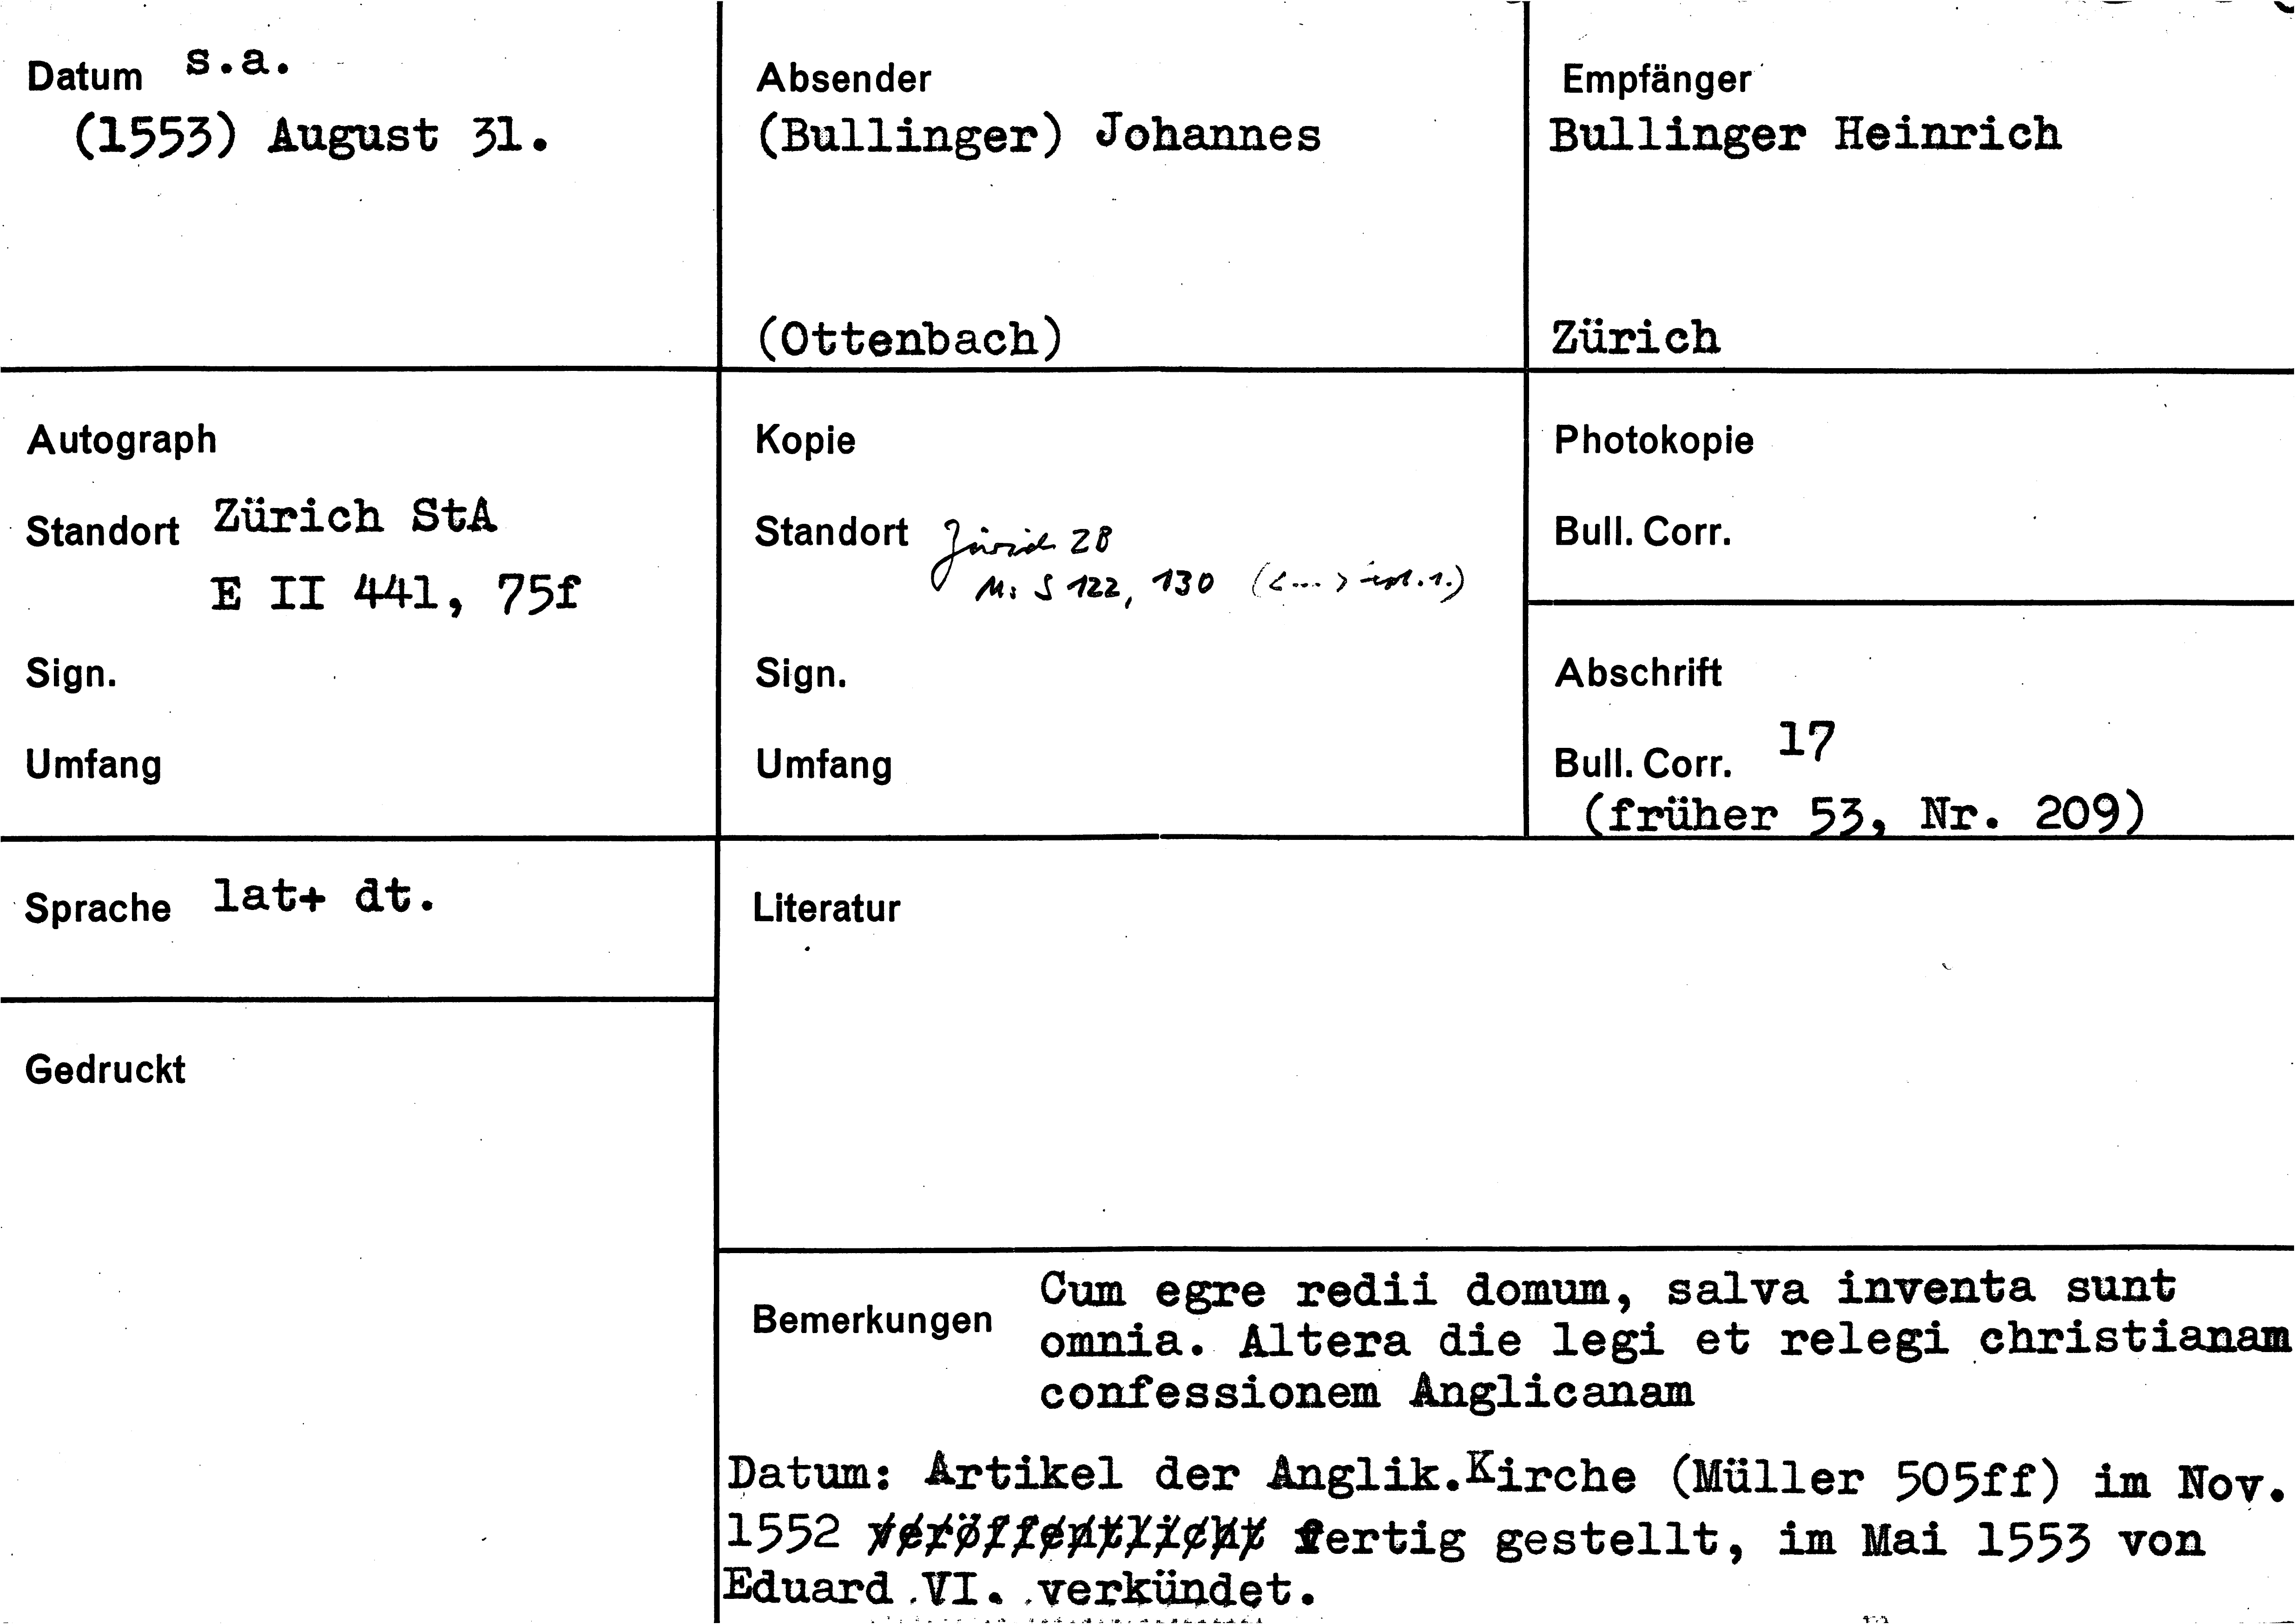 Datum s.a.
(1553) August 31.
Absender
(Bullinger) Johannes
(Ottenbach)
Empfänger
Bullinger Heinrich
Zürich
Autograph
Standort Zürich StA
E II 441, 75f
Sign.
Umfang
Kopie
Standort Zürich ZB
Ms S 122, 130
Sign.
Umfang
Photokopie
Bull. Corr.
Abschrift
Bull. Corr. 17
(früher 53, Nr. 209)
Sprache lat+ dt.
Literatur
Gedruckt
Bemerkungen Cum egre redii domum, salva inventa sunt
omnia. Altera die legi et relegi christianam
confessionem Anglicanam
Datum: Artikel der Anglik.Kirche (Müller 505ff) im Nov.
1552 veröffentlicht fertig gestellt, im Mai 1553 von
Eduard VI. verkündet.